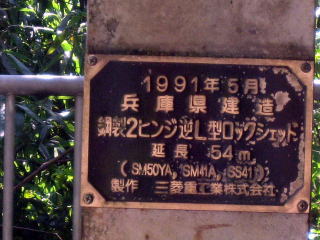 1991年5月
兵庫県建造
鋼製2ヒンジ逆L型ロックシェッド
延長 54m
(SM50YA, SM41A, SS41)
製作 三菱重工業株式会社